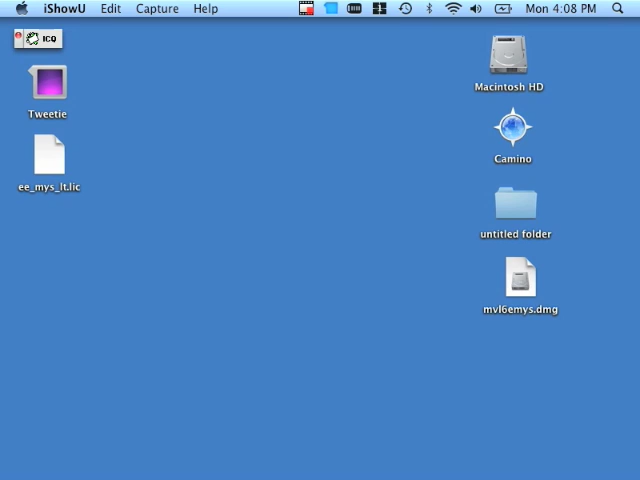 iShowU Edit Capture Help Mon 4:08 PM
ICQ
Tweetie
ee_mys_lt.lic
Macintosh HD
Camino
untitled folder
mvl6emys.dmg